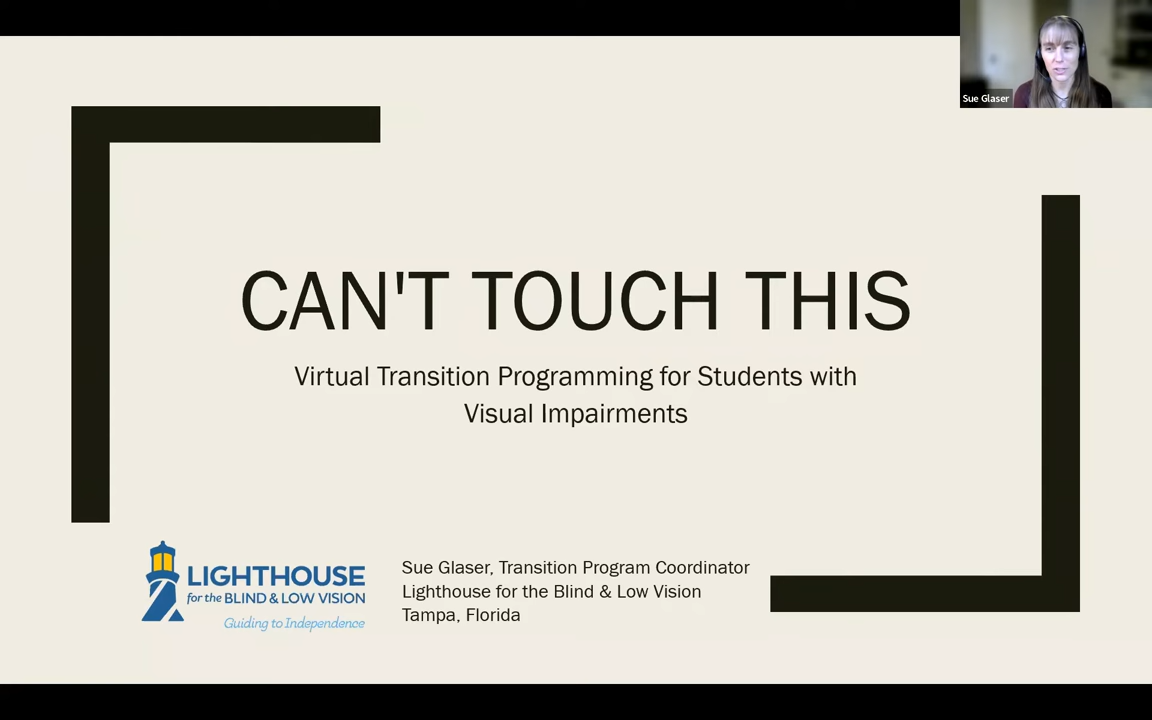 Sue Glaser
CAN'T TOUCH THIS
Virtual Transition Programming for Students with
Visual Impairments
LIGHTHOUSE
for the BLIND & LOW VISION
Guiding to Independence
Sue Glaser, Transition Program Coordinator
Lighthouse for the Blind & Low Vision
Tampa, Florida